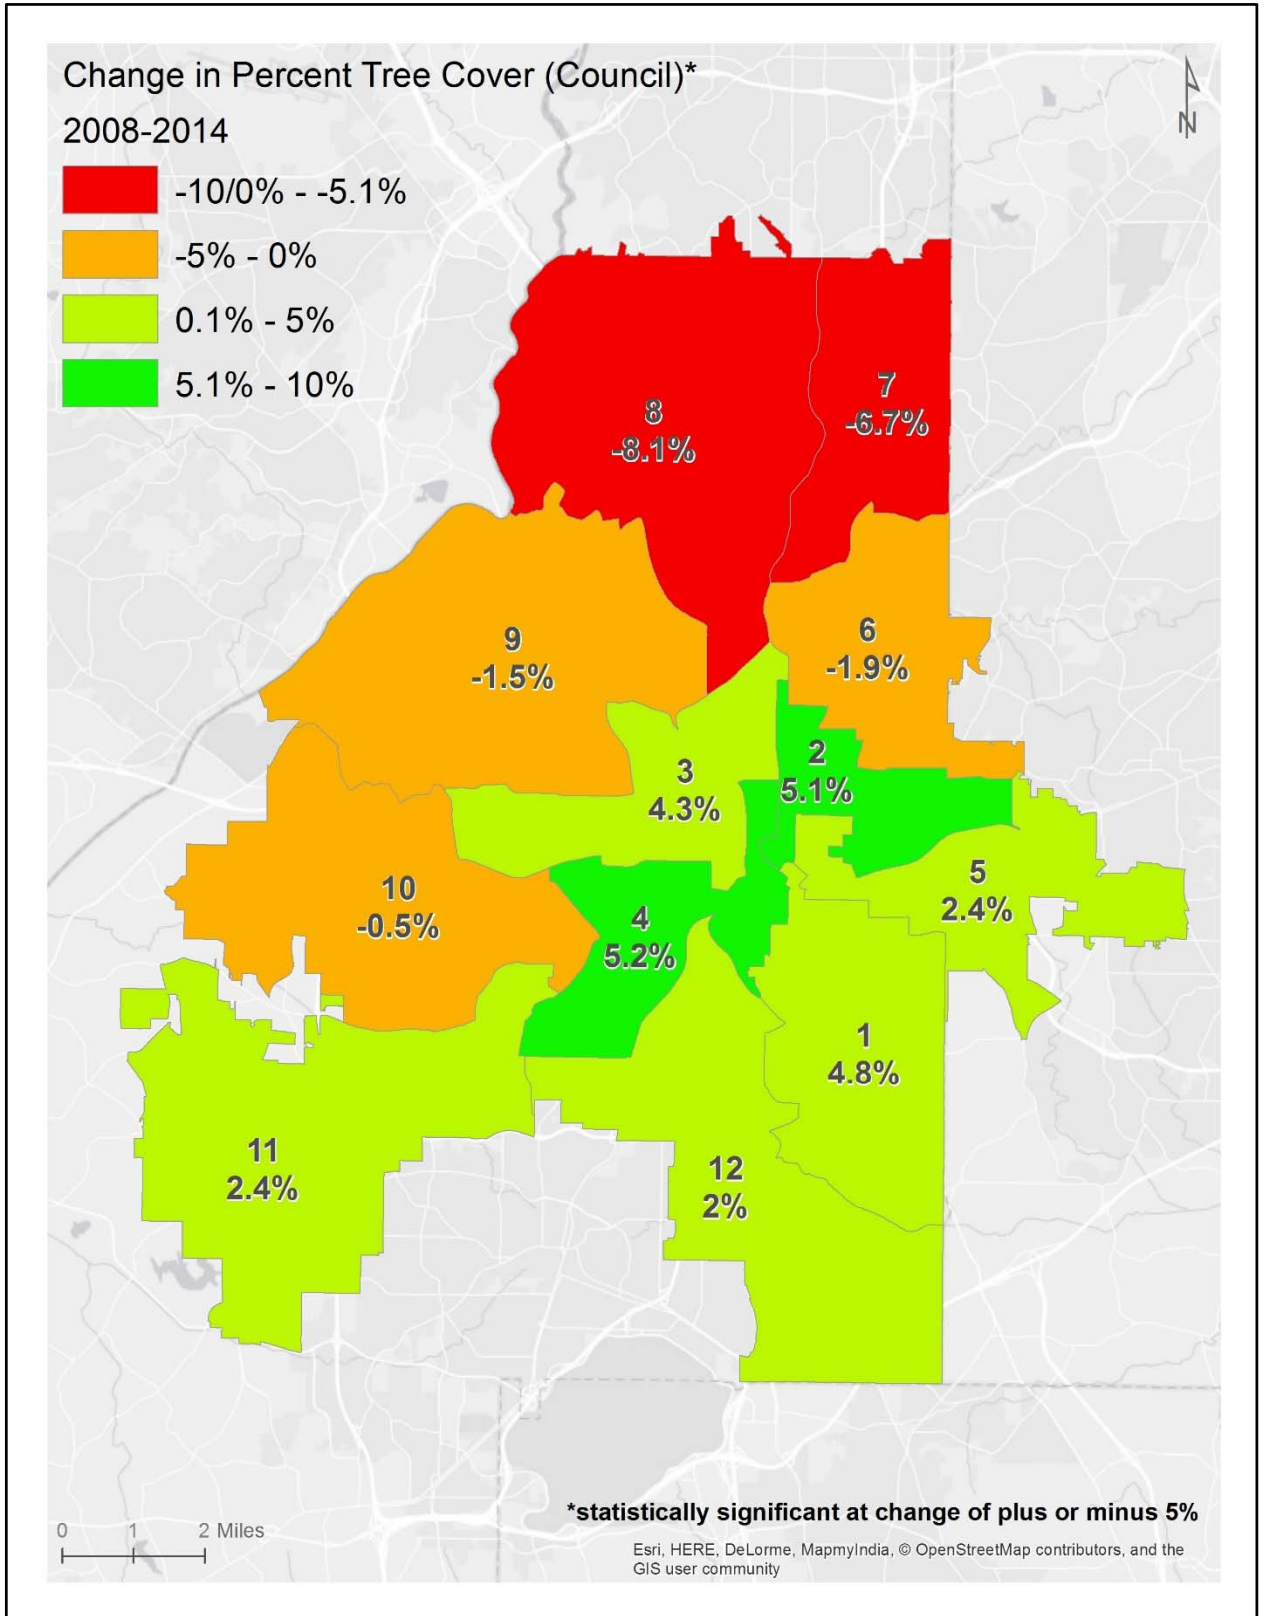 Change in Percent Tree Cover (Council)*
2008-2014
-10/0% - -5.1%
-5% - 0%
0.1% - 5%
5.1% - 10%
N
7
-6.7%
8
-8.1%
9
-1.5%
6
-1.9%
2
5.1%
3
4.3%
5
2.4%
10
-0.5%
4
5.2%
1
4.8%
11
2.4%
12
2%
*statistically significant at change of plus or minus 5%
0 1 2 Miles
Esri, HERE, DeLorme, MapmyIndia, © OpenStreetMap contributors, and the
GIS user community